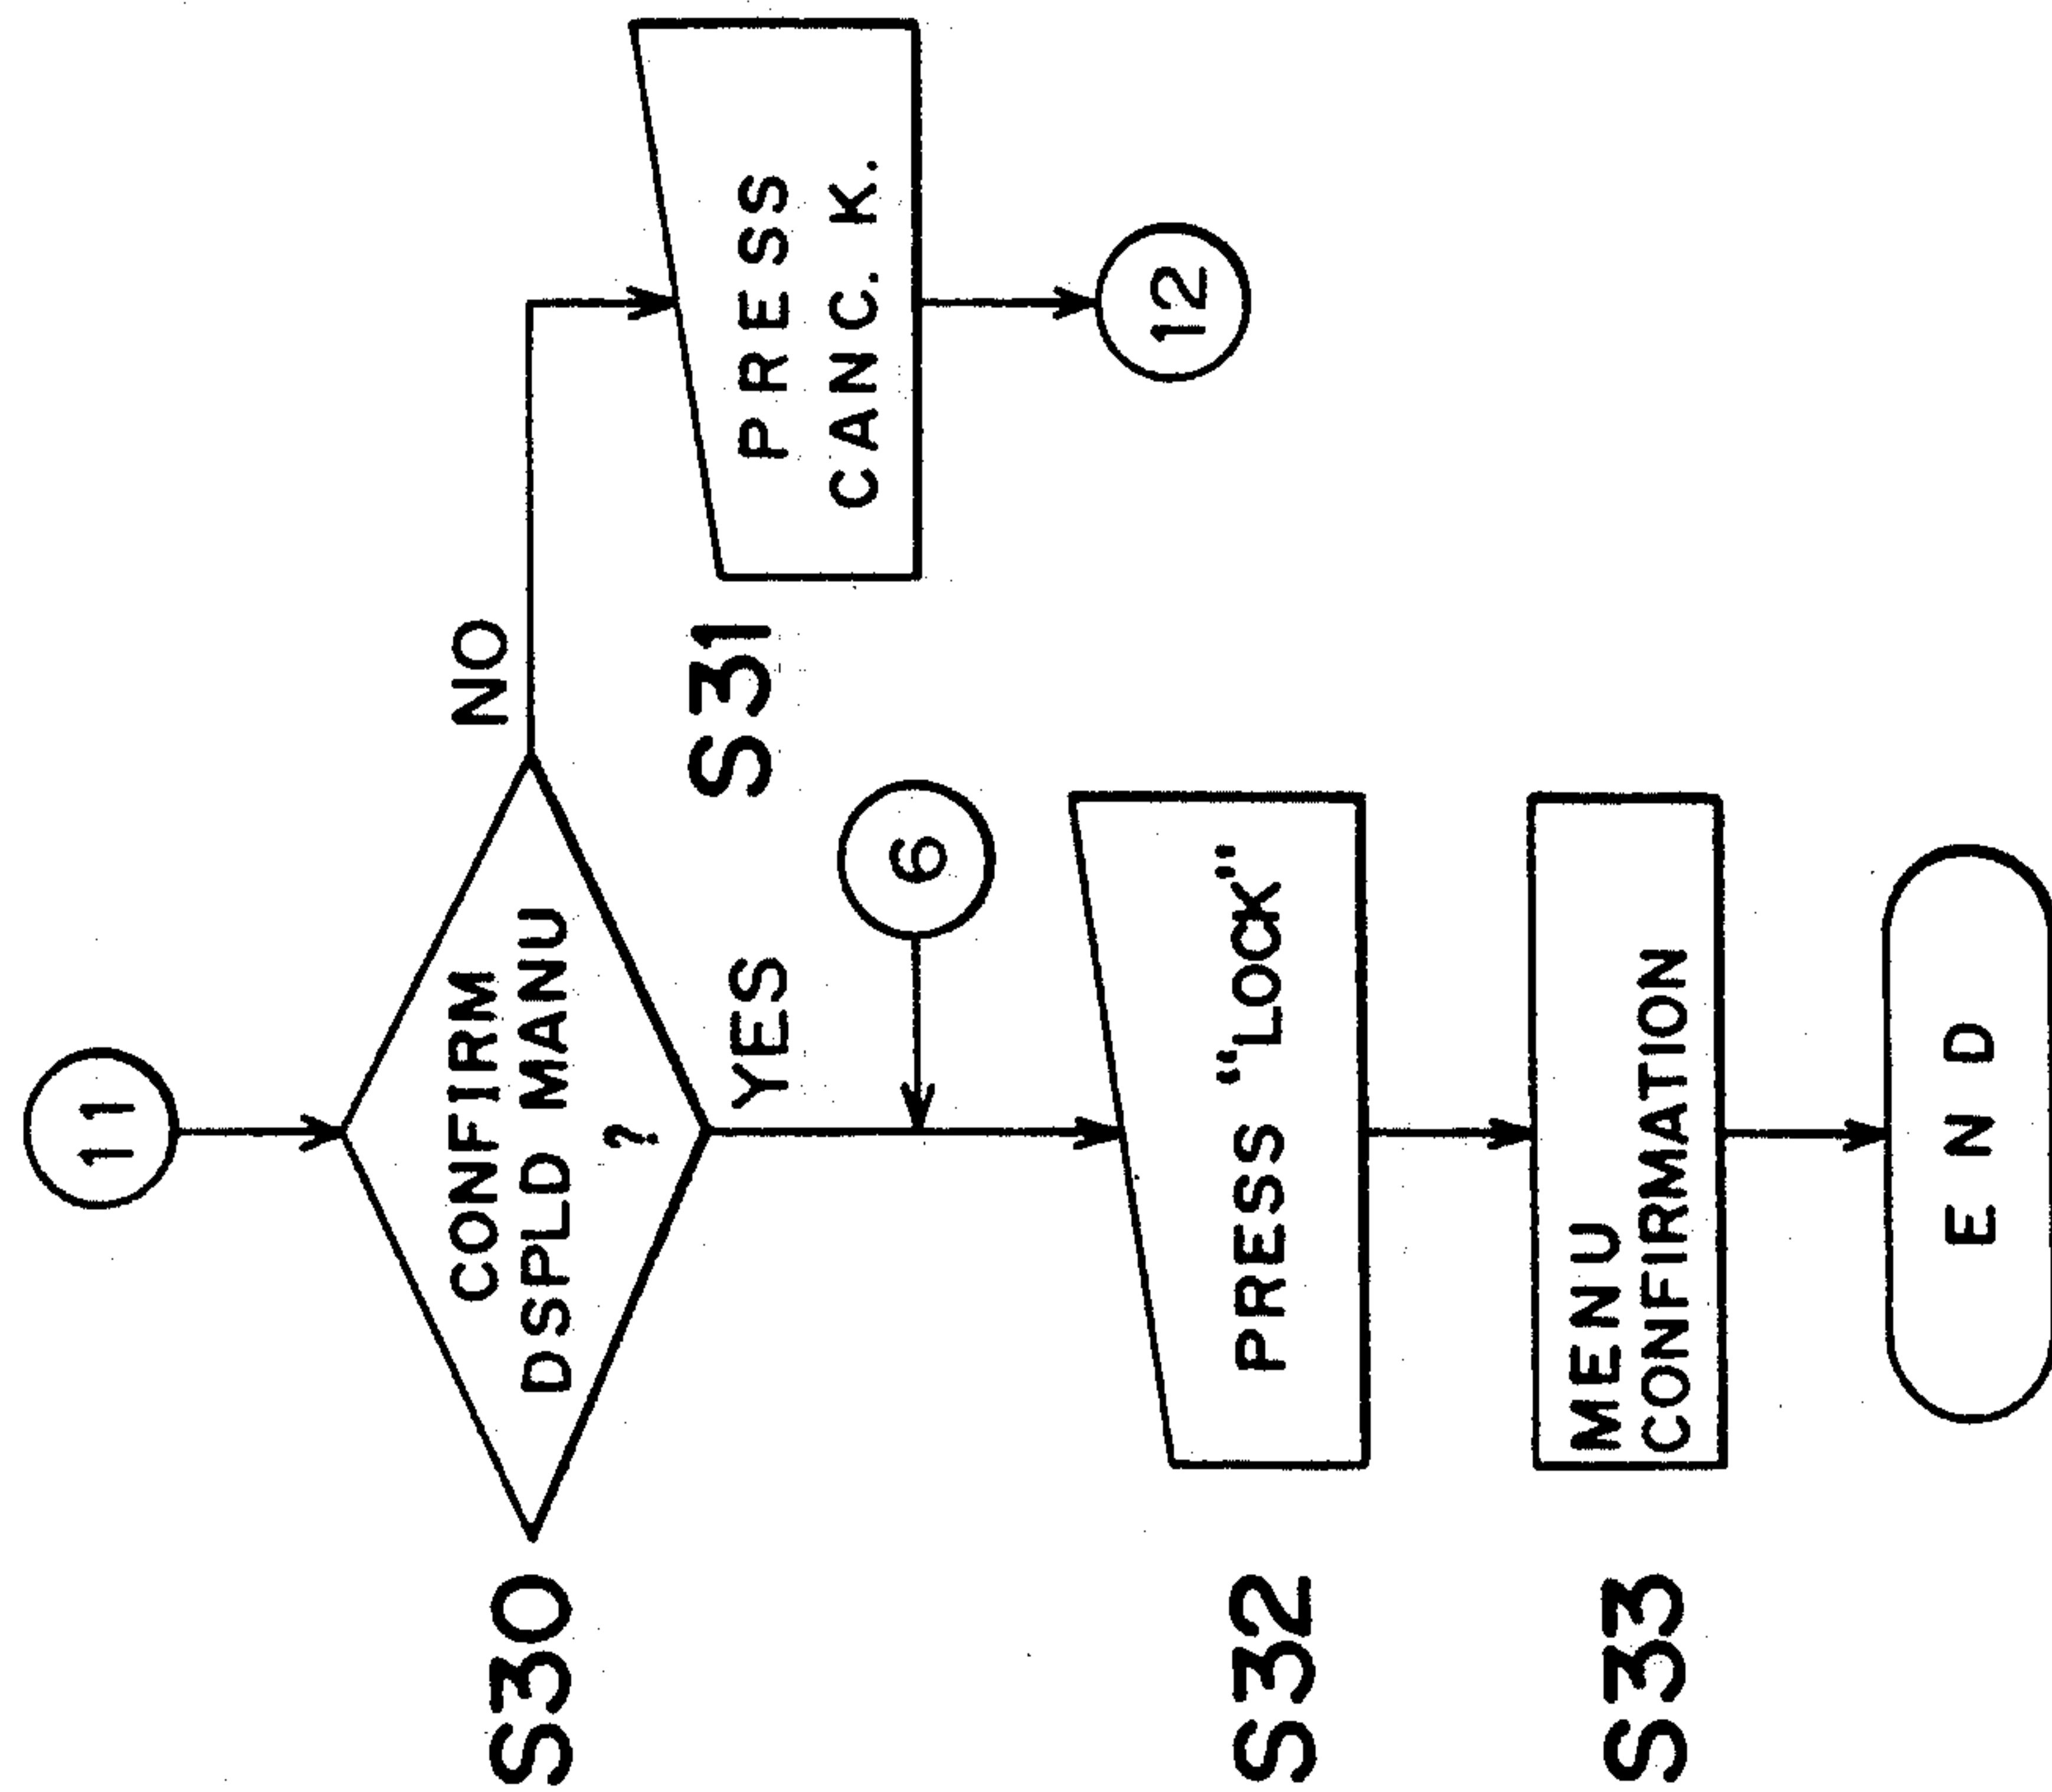 11
S30
CONFIRM
DSPLD MANU
?
NO
YES
S31
PRESS
CANC. K.
12
6
S32
PRESS "LOCK"
S33
MENU
CONFIRMATION
END